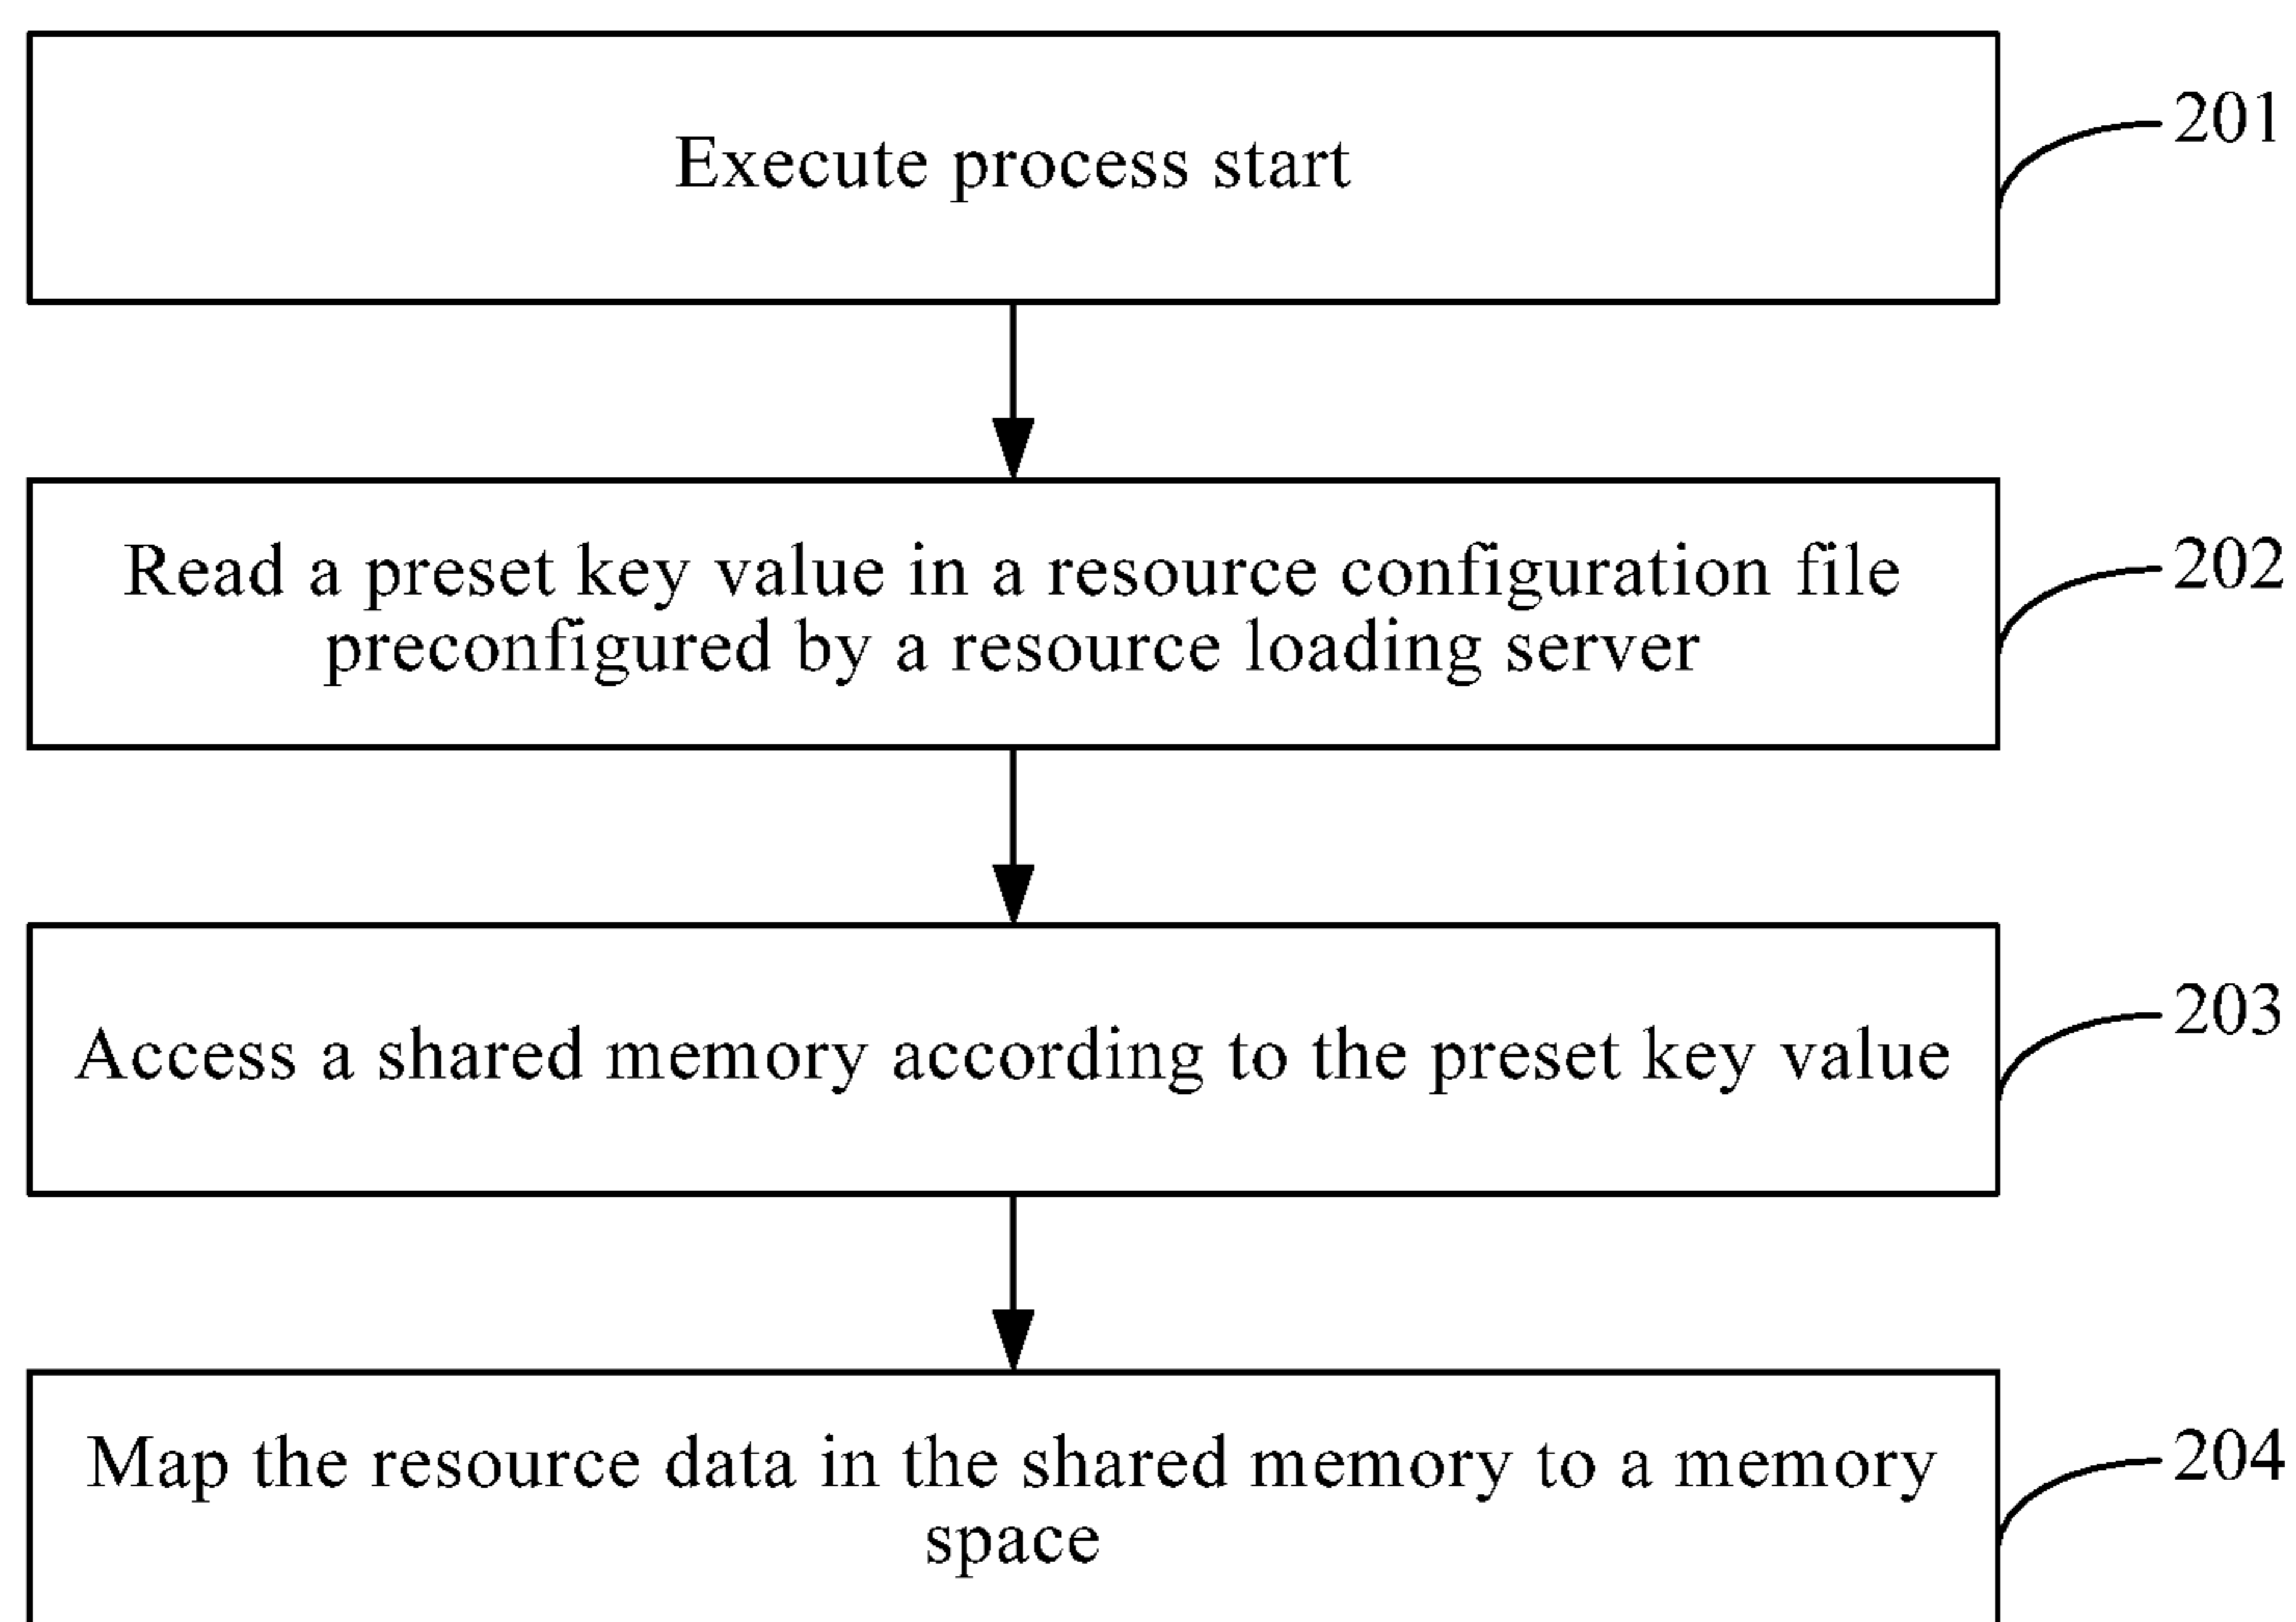 Execute process start
201
Read a preset key value in a resource configuration file
preconfigured by a resource loading server
202
Access a shared memory according to the preset key value
203
Map the resource data in the shared memory to a memory
space
204